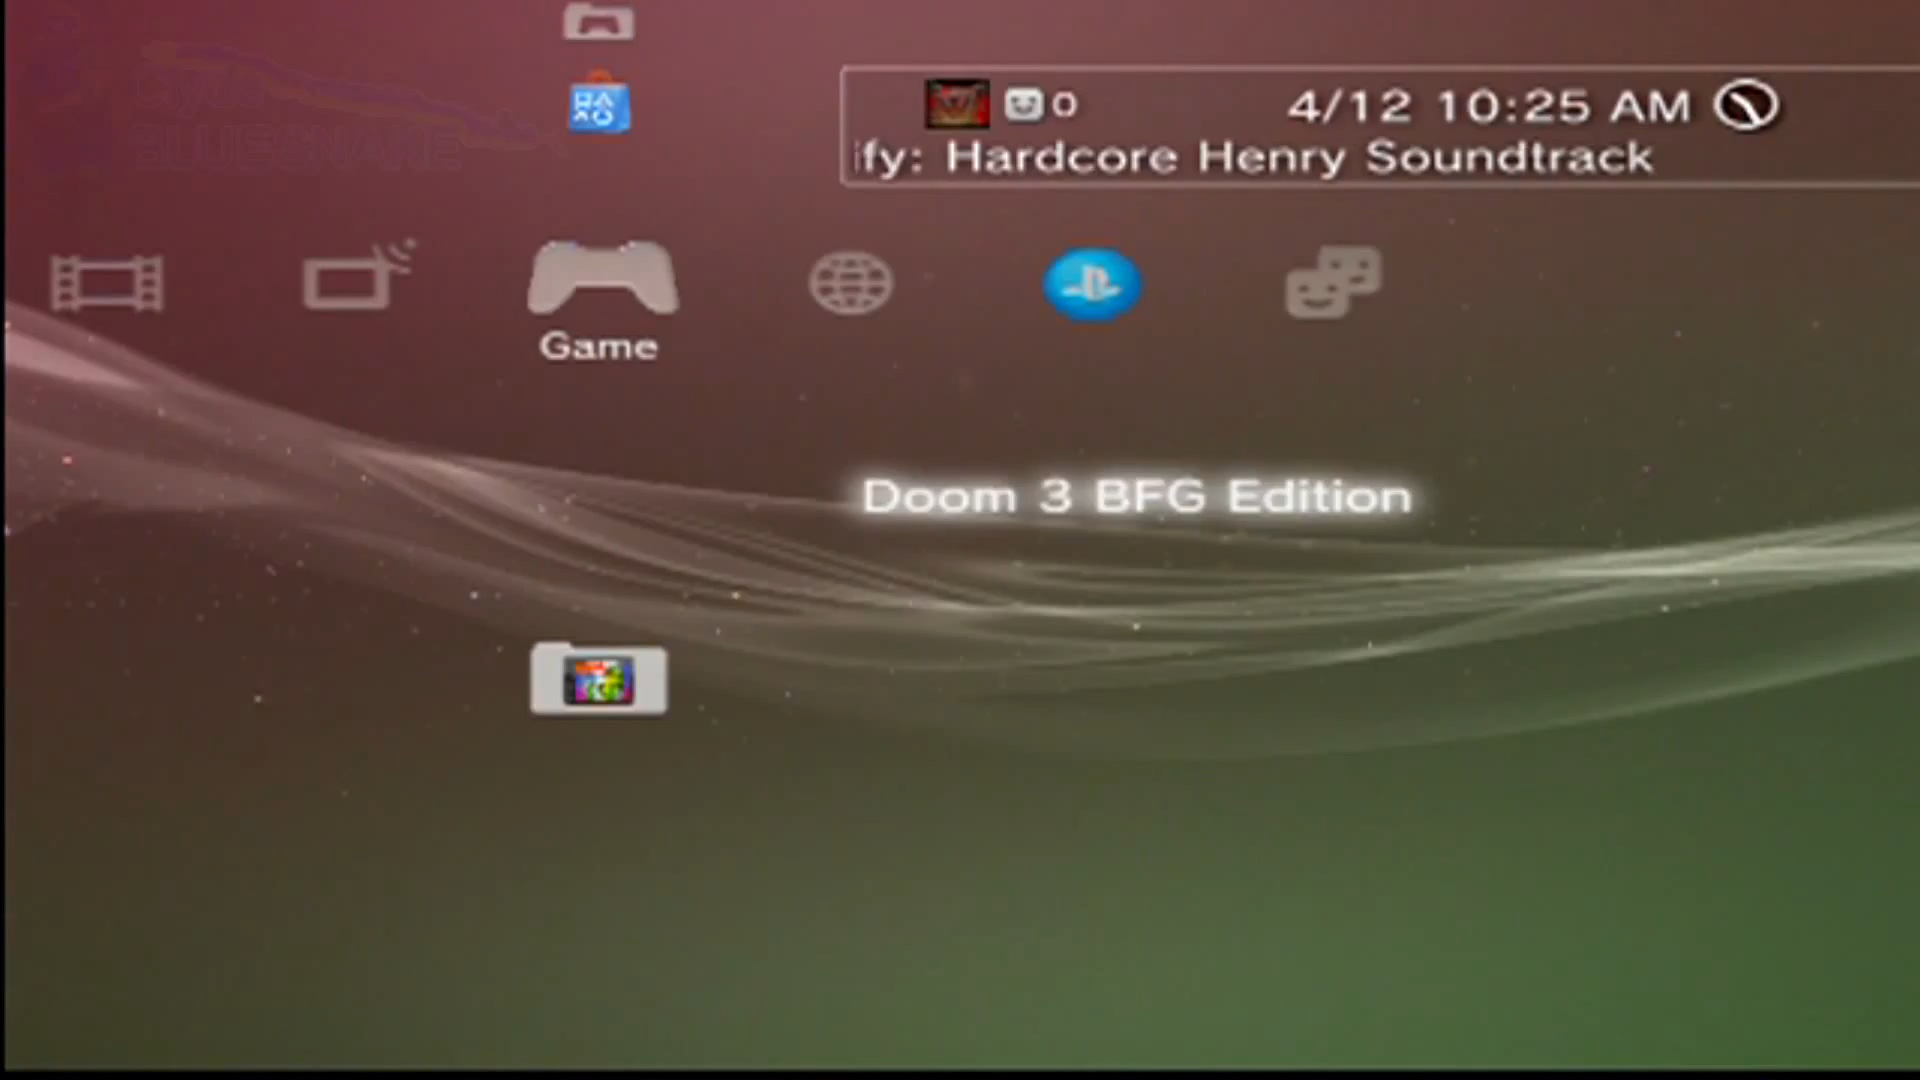 0 4/12 10:25 AM
ify: Hardcore Henry Soundtrack
Game
Doom 3 BFG Edition